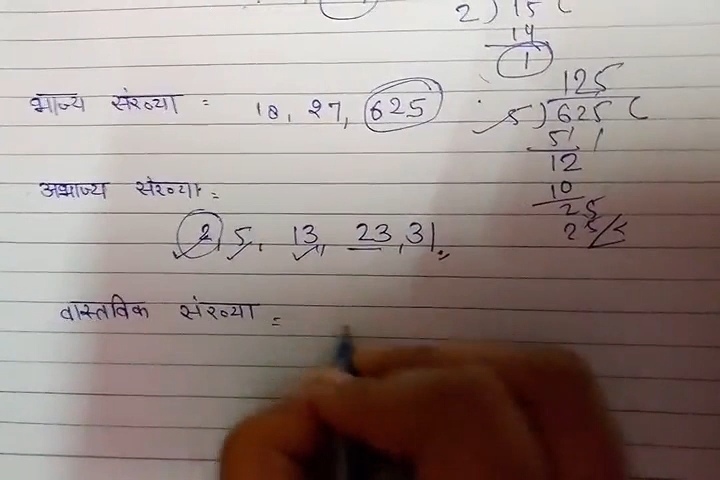 2) 15 (
14
1
भाज्य संख्या = 18, 27, 625
125
5) 625 (
5
12
10
25
25
अभाज्य संख्या =
2, 5, 13, 23, 31
वास्तविक संख्या =